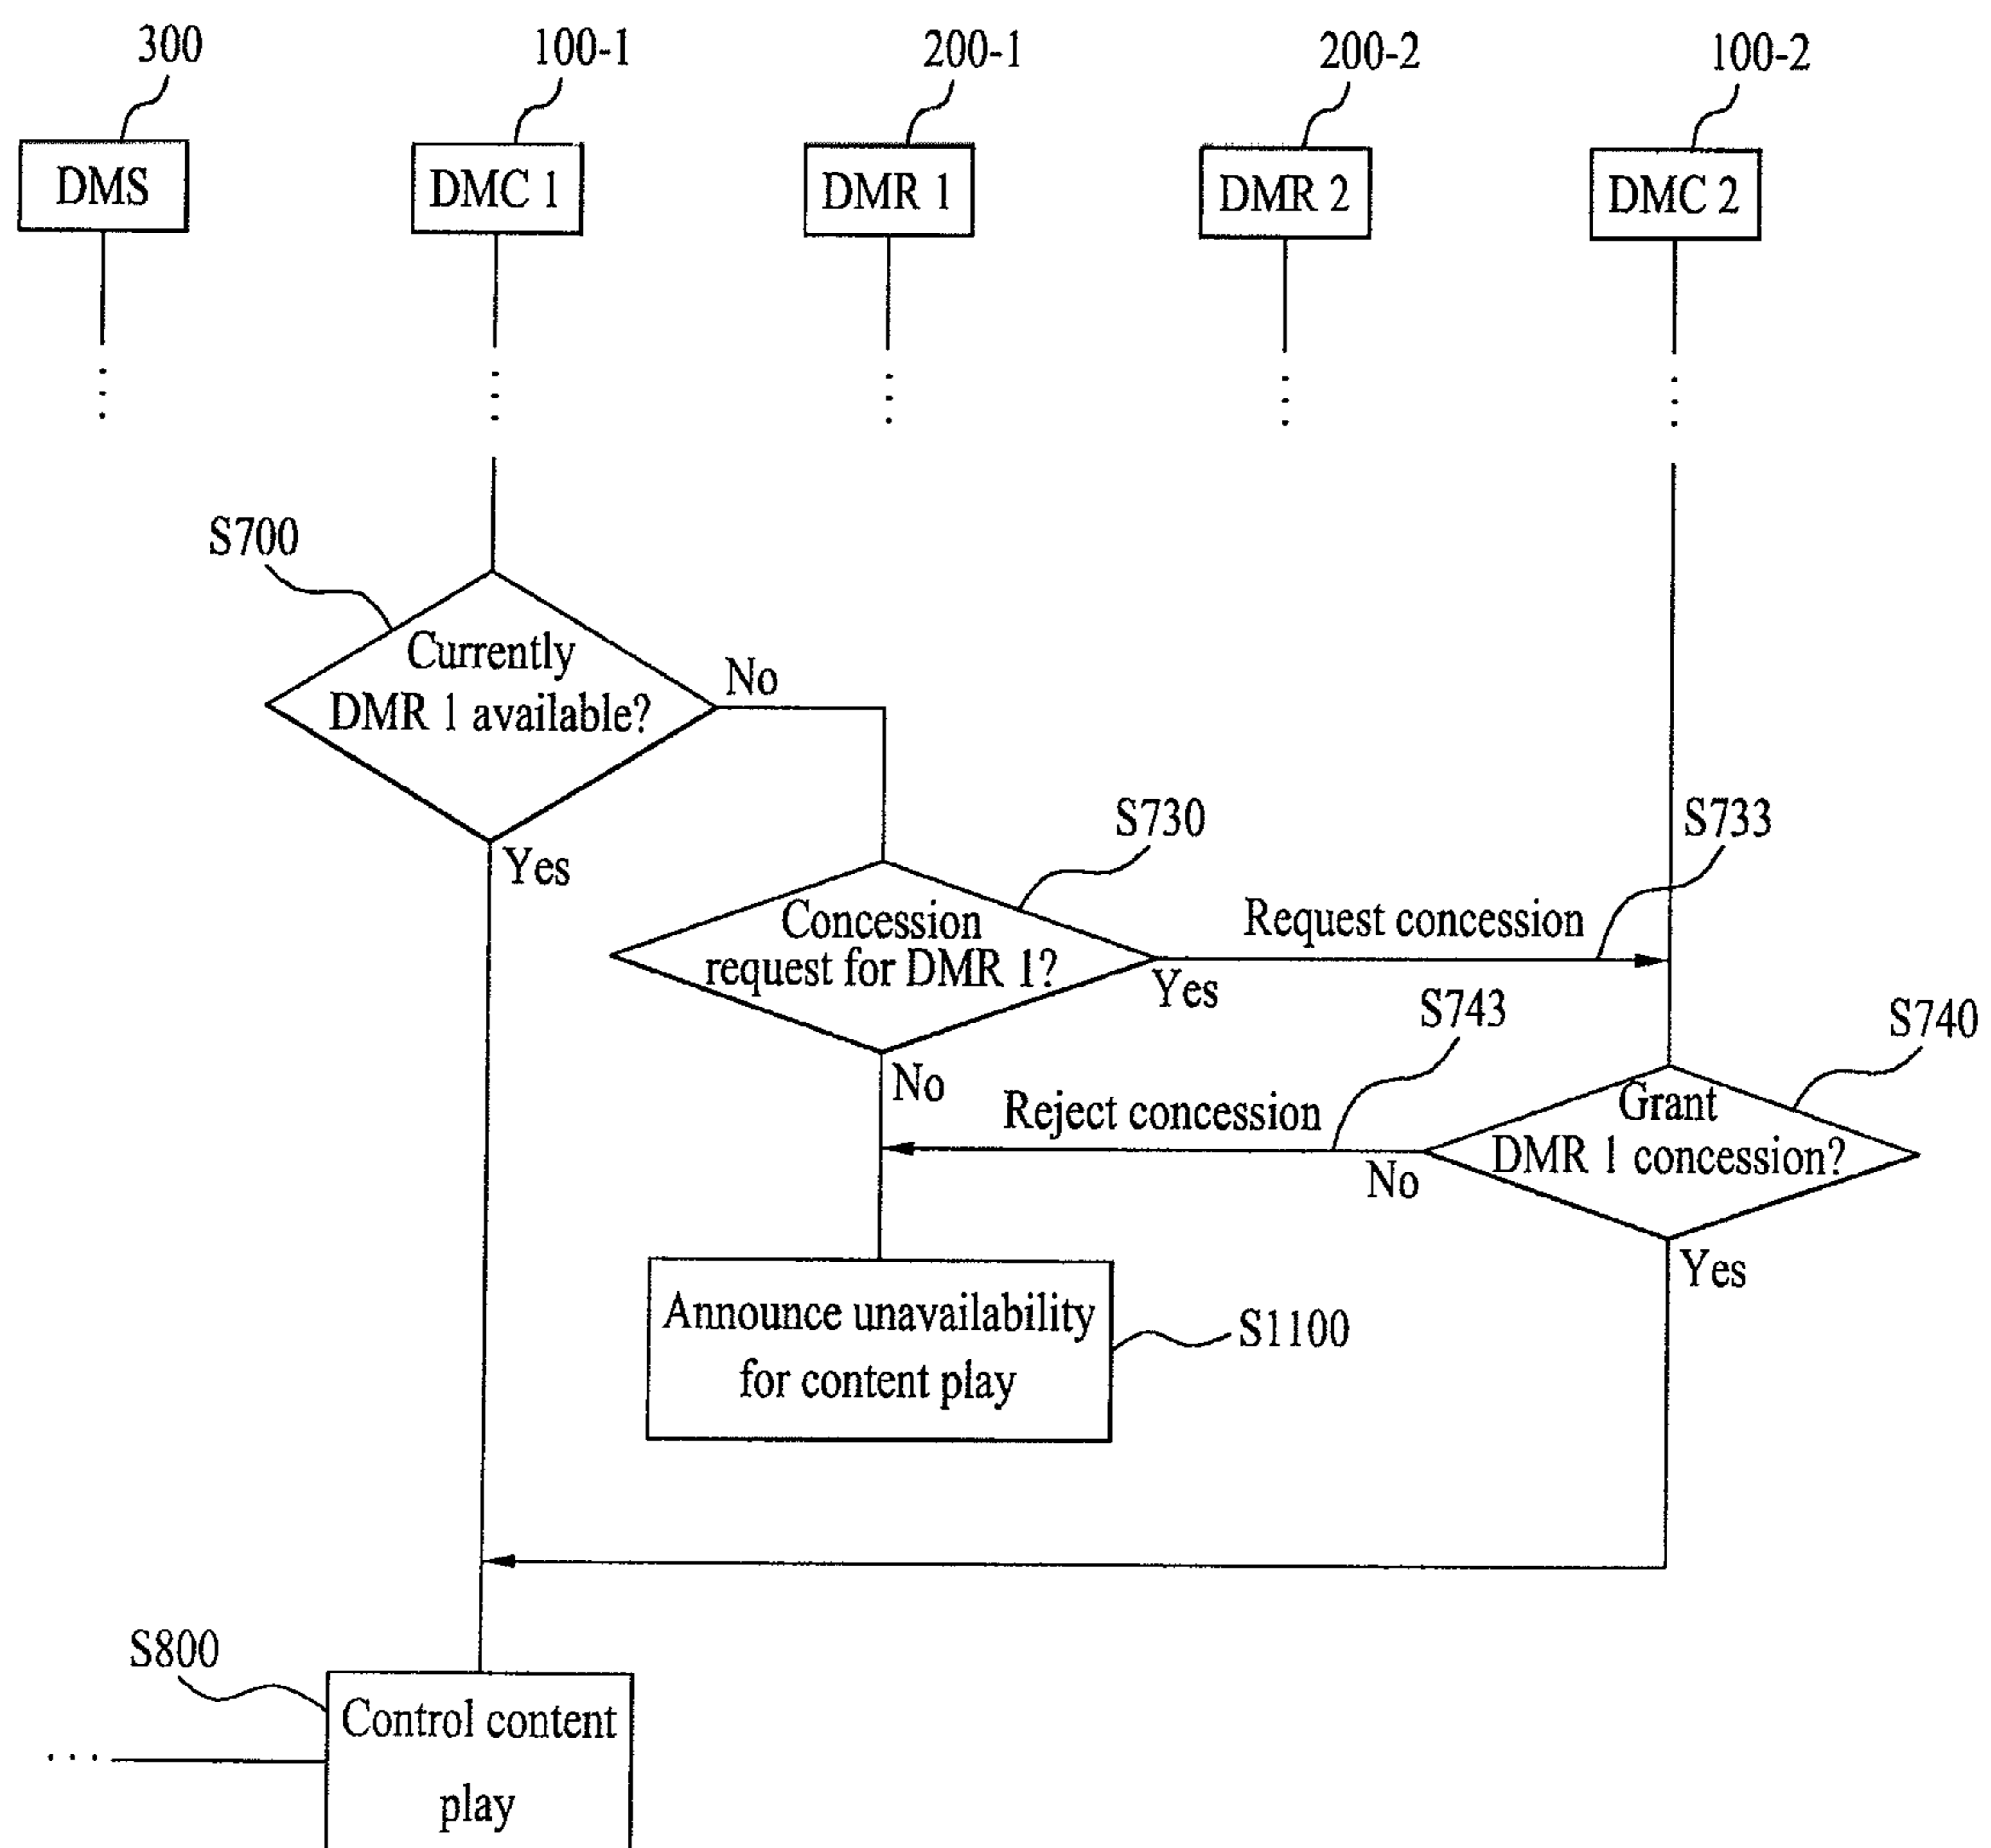 300
100-1
200-1
200-2
100-2
DMS
DMC 1
DMR 1
DMR 2
DMC 2
S700
Currently
DMR 1 available?
No
Yes
S730
S733
Concession
request for DMR 1?
Request concession
Yes
S743
S740
No
Reject concession
Grant
DMR 1 concession?
No
Yes
Announce unavailability
for content play
S1100
S800
Control content
play